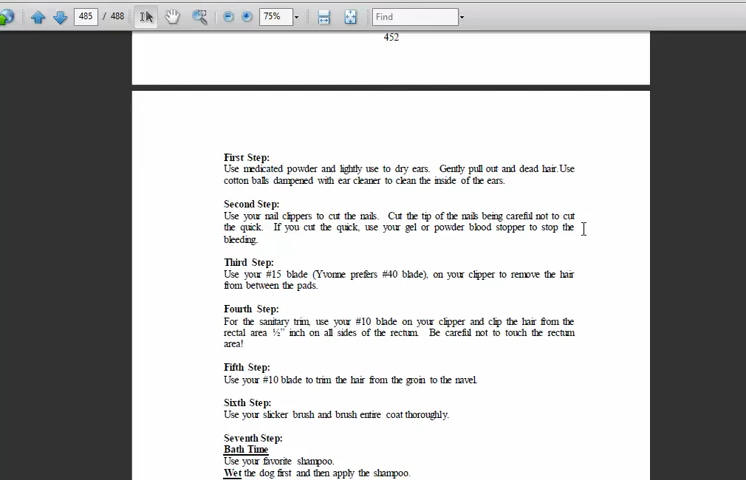 485 / 488
75%
Find
452
First Step:
Use medicated powder and lightly use to dry ears. Gently pull out and dead hair.Use
cotton balls dampened with ear cleaner to clean the inside of the ears.
Second Step:
Use your nail clippers to cut the nails. Cut the tip of the nails being careful not to cut
the quick. If you cut the quick, use your gel or powder blood stopper to stop the
bleeding.
Third Step:
Use your #15 blade (Yvonne prefers #40 blade), on your clipper to remove the hair
from between the pads.
Fourth Step:
For the sanitary trim, use your #10 blade on your clipper and clip the hair from the
rectal area ½" inch on all sides of the rectum. Be careful not to touch the rectum
area!
Fifth Step:
Use your #10 blade to trim the hair from the groin to the navel.
Sixth Step:
Use your slicker brush and brush entire coat thoroughly.
Seventh Step:
Bath Time
Use your favorite shampoo.
Wet the dog first and then apply the shampoo.